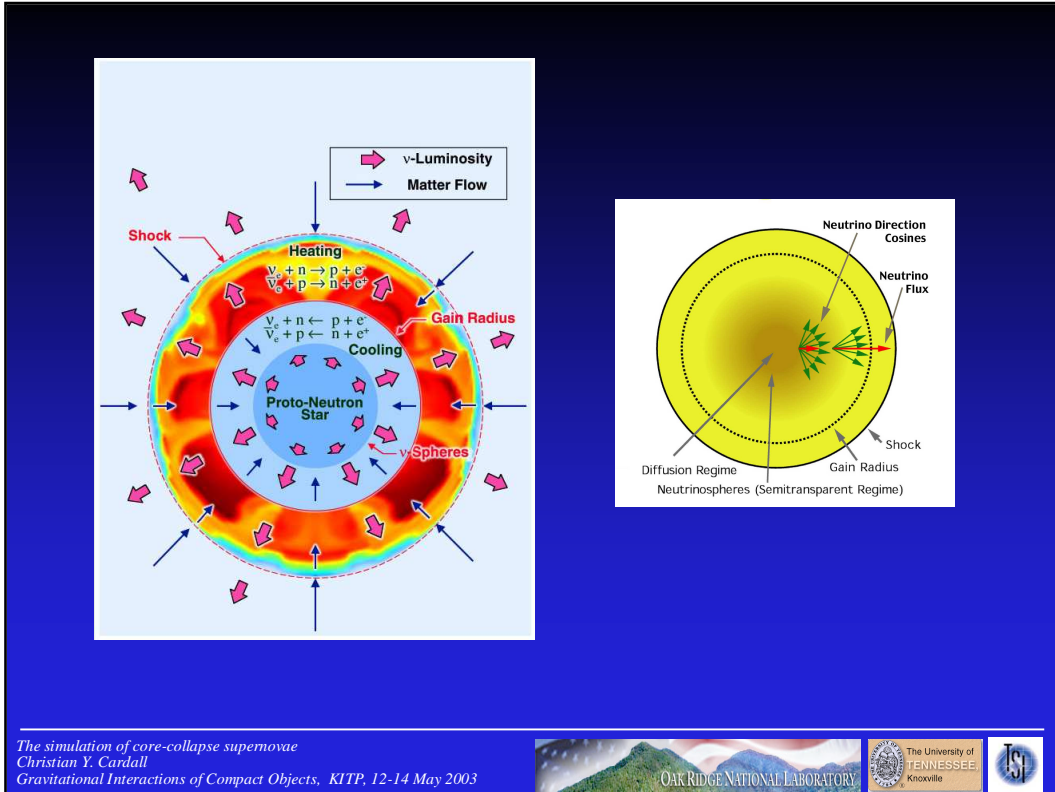 ν-Luminosity
Matter Flow
Shock
Heating
νₑ + n → p + e⁻
ν̅ₑ + p → n + e⁺
Gain Radius
νₑ + n ← p + e⁻
ν̅ₑ + p ← n + e⁺
Cooling
Proto-Neutron
Star
ν-Spheres
Neutrino Direction
Cosines
Neutrino
Flux
Shock
Diffusion Regime
Gain Radius
Neutrinospheres (Semitransparent Regime)
The simulation of core-collapse supernovae
Christian Y. Cardall
Gravitational Interactions of Compact Objects, KITP, 12-14 May 2003
OAK RIDGE NATIONAL LABORATORY
The University of
TENNESSEE,
Knoxville
TSI